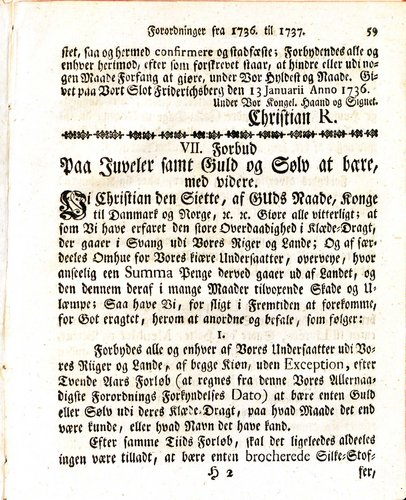 Forordninger fra 1736. til 1737. 59
stet, saa og hermed confirmere og stadfæste; Forbydendes alle og
enhver herimod, efter som forskrevet staar, at hindre eller udi no-
gen Maade Forfang at giøre, under Vor Hyldest og Naade. Gi-
vet paa Vort Slot Friderichsberg den 13 Januarii Anno 1736.
Under Vor Kongel. Haand og Signet.
Christian R.
VII. Forbud
Paa Juveler samt Guld og Sølv at bære,
med videre.
Vi Christian den Siette, af GUds Naade, Konge
til Danmark og Norge, ꝛc. ꝛc. Giøre alle vitterligt; at
som Vi have erfaret den store Overdaadighed i Klæde-Dragt,
der gaaer i Svang udi Vores Riger og Lande; Og af sær-
deeles Omhue for Vores kiære Undersaatter, overveye, hvor
anseelig een Summa Penge derved gaaer ud af Landet, og
den dennem deraf i mange Maader tilvorende Skade og U-
læmpe; Saa have Vi, for sligt i Fremtiden at forekomme,
for Got eragtet, herom at anordne og befale, som følger:
I.
Forbydes alle og enhver af Vores Undersaatter udi Vo-
res Riiger og Lande, af begge Kiøn, uden Exception, efter
Tvende Aars Forløb (at regnes fra denne Vores Allernaa-
digste Forordnings Forkyndelses Dato) at bære enten Guld
eller Sølv udi deres Klæde-Dragt, paa hvad Maade det end
være kunde, eller hvad Navn det have kand.
Efter samme Tiids Forløb, skal det ligeleedes aldeeles
ingen være tilladt, at bære enten brocherede Silke-Stof-
H 2 fer,